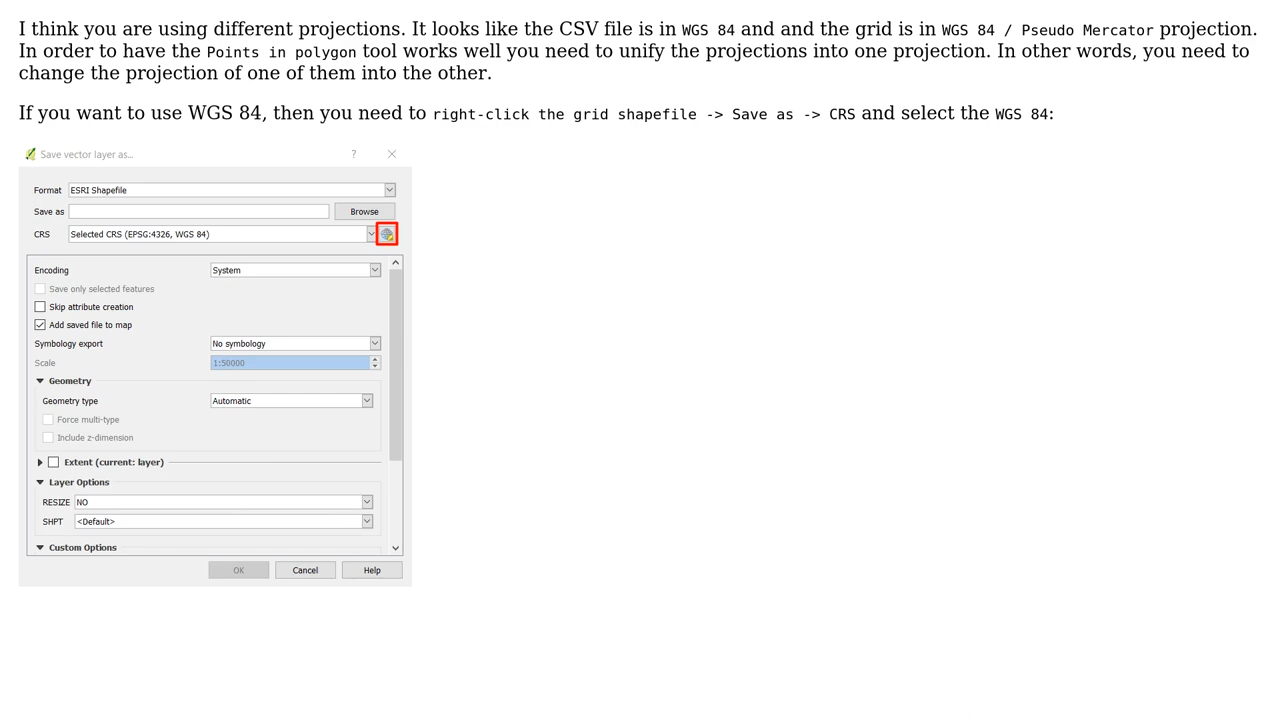 I think you are using different projections. It looks like the CSV file is in WGS 84 and and the grid is in WGS 84 / Pseudo Mercator projection.
In order to have the Points in polygon tool works well you need to unify the projections into one projection. In other words, you need to
change the projection of one of them into the other.
If you want to use WGS 84, then you need to right-click the grid shapefile -> Save as -> CRS and select the WGS 84:
Save vector layer as...
?
Format ESRI Shapefile
Save as Browse
CRS Selected CRS (EPSG:4326, WGS 84)
Encoding System
Save only selected features
Skip attribute creation
Add saved file to map
Symbology export No symbology
Scale 1:50000
Geometry
Geometry type Automatic
Force multi-type
Include z-dimension
Extent (current: layer)
Layer Options
RESIZE NO
SHPT <Default>
Custom Options
OK Cancel Help